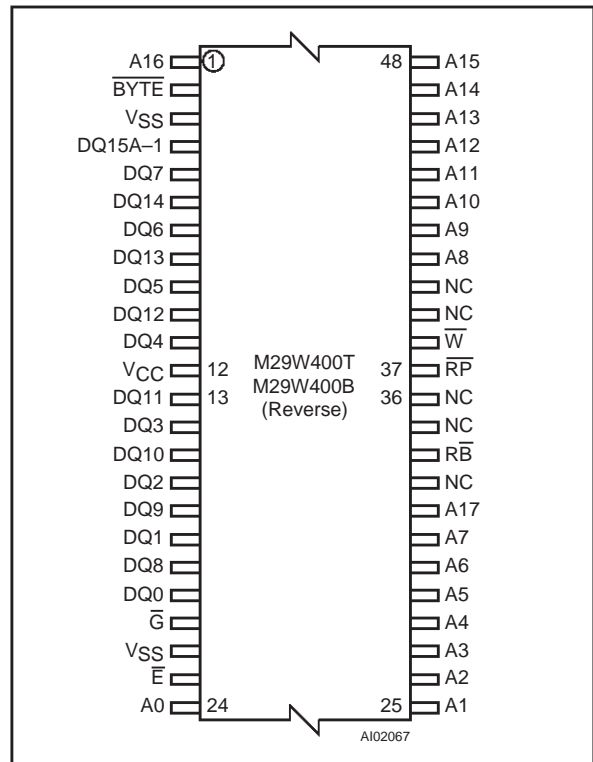 A16 1 48 A15
B̅Y̅T̅E̅ A14
VSS A13
DQ15A–1 A12
DQ7 A11
DQ14 A10
DQ6 A9
DQ13 A8
DQ5 NC
DQ12 NC
DQ4 W̅
VCC 12 M29W400T 37 R̅P̅
DQ11 13 M29W400B 36 NC
(Reverse)
DQ3 NC
DQ10 RB̅
DQ2 NC
DQ9 A17
DQ1 A7
DQ8 A6
DQ0 A5
G̅ A4
VSS A3
E̅ A2
A0 24 25 A1
AI02067